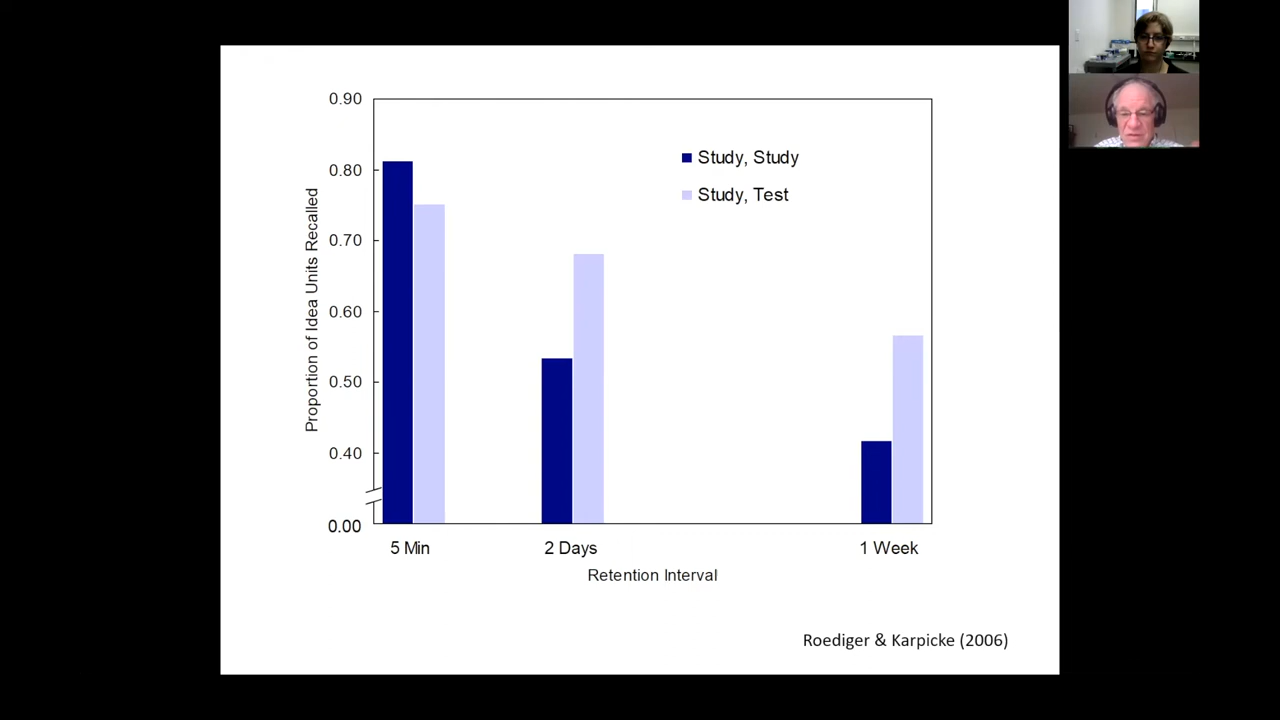 0.90
0.80
0.70
0.60
0.50
0.40
0.00
Proportion of Idea Units Recalled
Study, Study
Study, Test
5 Min
2 Days
1 Week
Retention Interval
Roediger & Karpicke (2006)